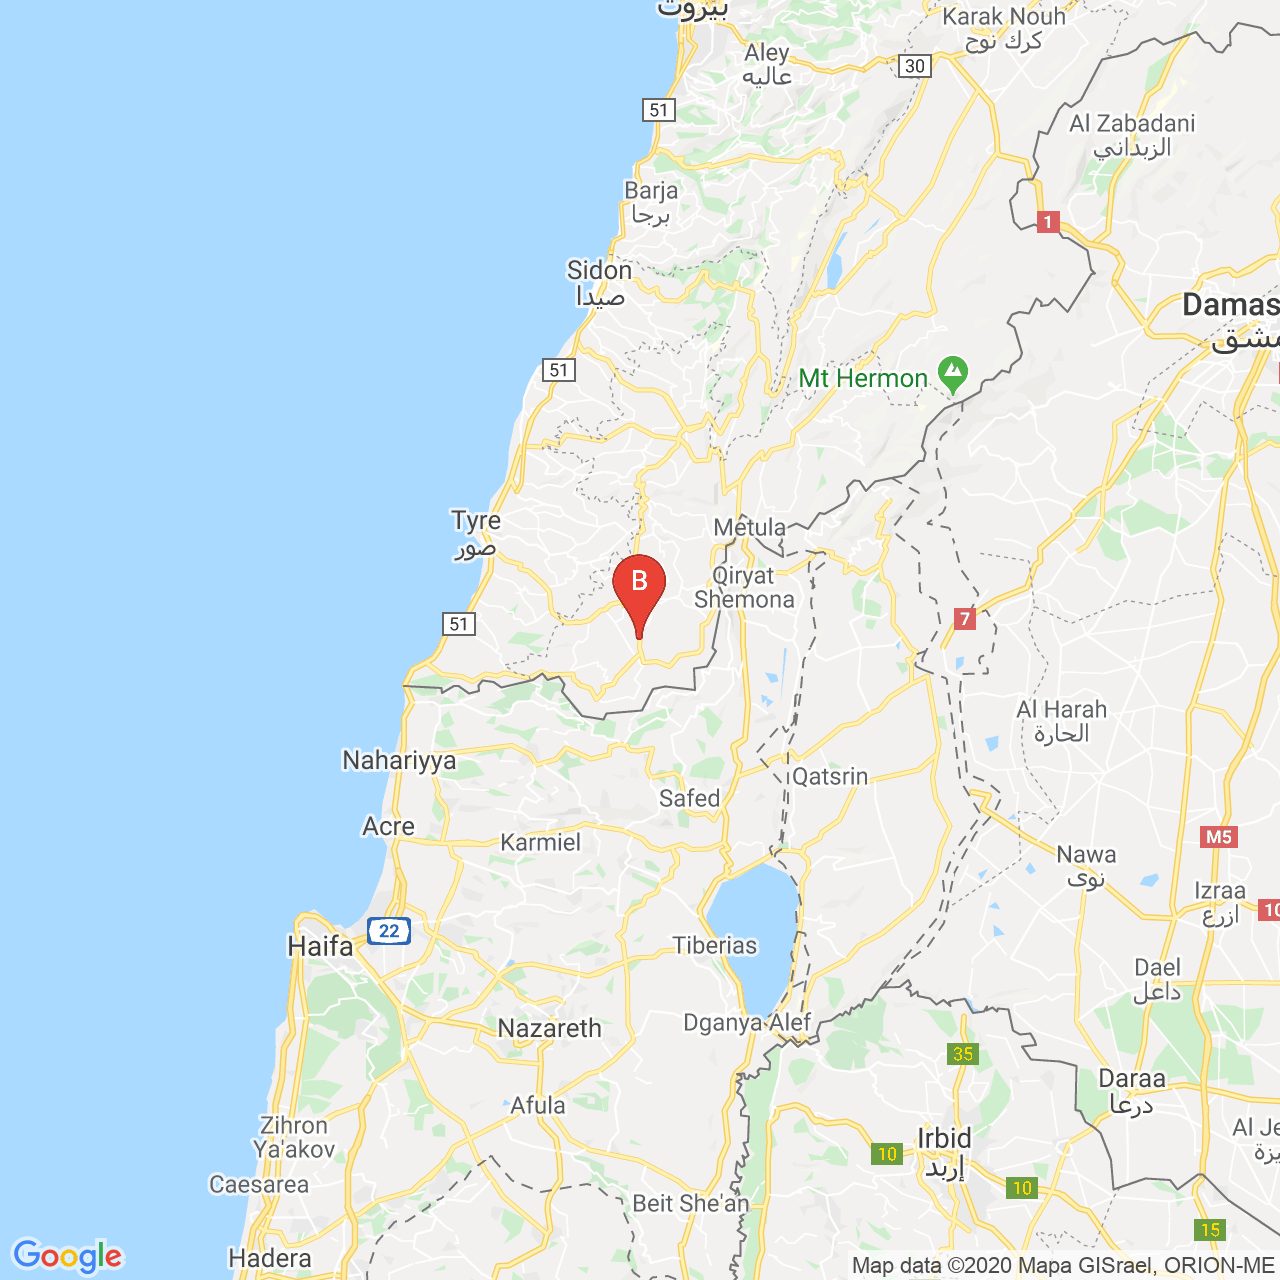 بيروت
Karak Nouh
كرك نوح
Aley
عاليه
30
51
Al Zabadani
الزبداني
Barja
برجا
1
Sidon
صيدا
Damas
51
Mt Hermon
Tyre
صور
Metula
B
Qiryat
Shemona
51
7
Al Harah
الحارة
Nahariyya
Qatsrin
Safed
Acre
Karmiel
M5
Nawa
نوى
Izraa
ازرع
10
22
Haifa
Tiberias
Dael
داعل
Nazareth
Dganya Alef
35
Daraa
درعا
Afula
Zihron
Ya'akov
Al Je
Irbid
إربد
10
10
Caesarea
Beit She'an
15
Hadera
Google
Map data ©2020 Mapa GISrael, ORION-ME